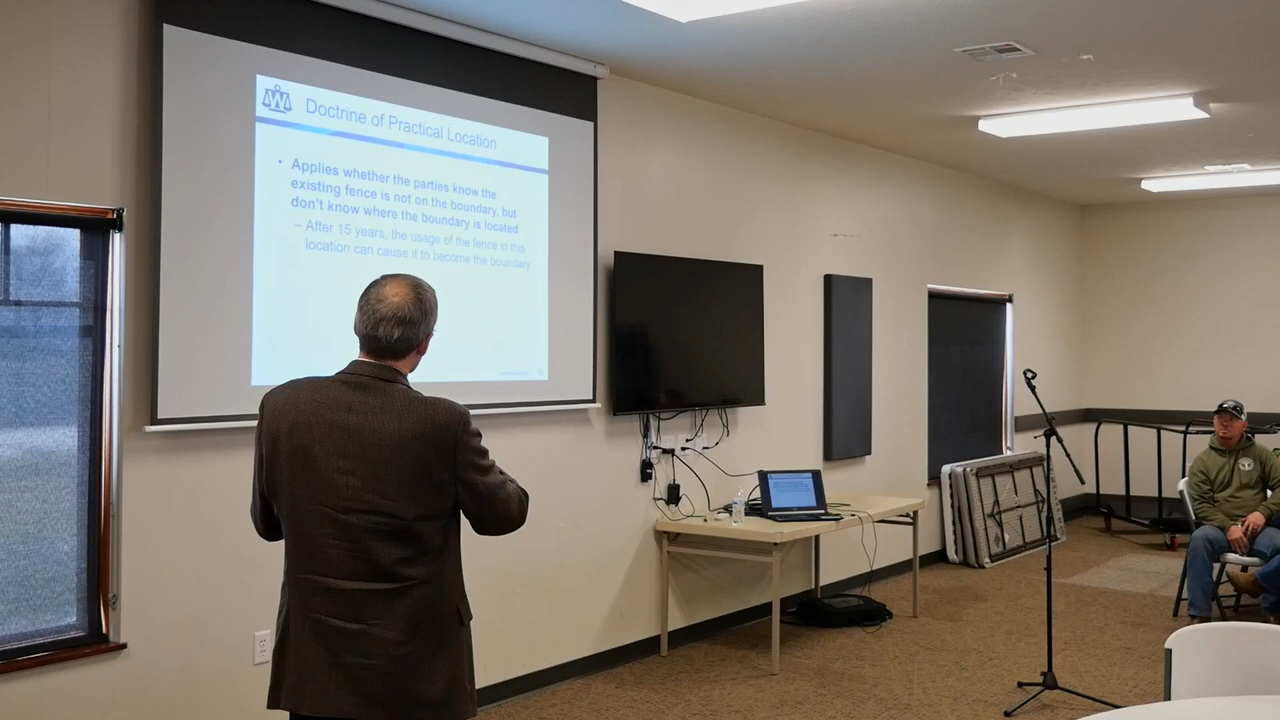 W
Doctrine of Practical Location
• Applies whether the parties know the
existing fence is not on the boundary, but
don't know where the boundary is located
– After 15 years, the usage of the fence in this
location can cause it to become the boundary